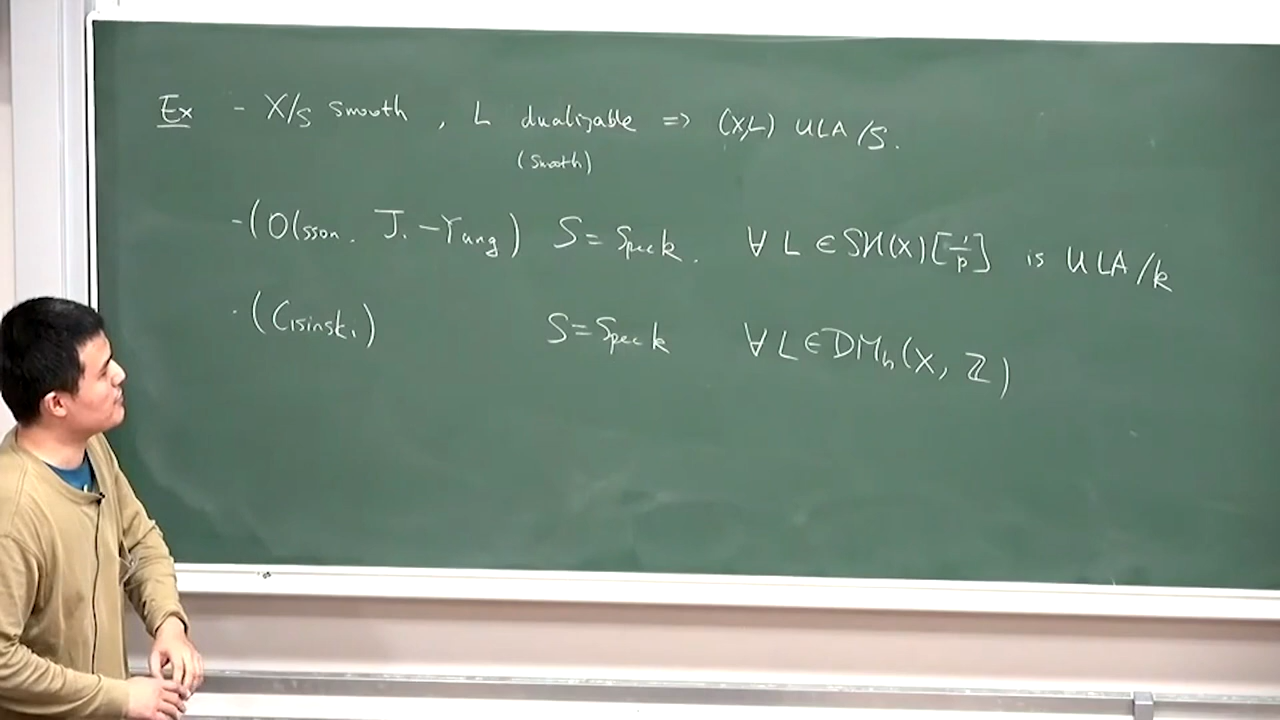 Ex - X/S smooth, L dualizable => (X,L) ULA/S.
(smooth)
- (Olsson. J.-Yang) S = Spec k. ∀ L ∈ SH(X)[1/p] is ULA/k
· (Cisinski) S = Spec k ∀ L ∈ DM_h(X, ℤ)